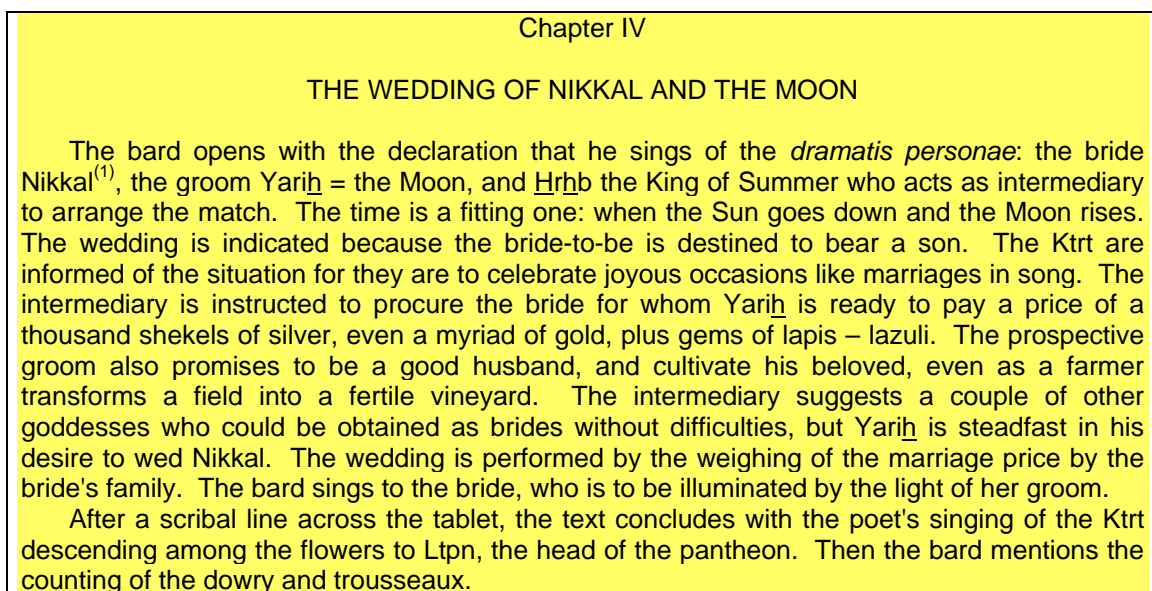 Chapter IV
THE WEDDING OF NIKKAL AND THE MOON
The bard opens with the declaration that he sings of the dramatis personae: the bride
Nikkal(1), the groom Yariẖ = the Moon, and H̱rẖb the King of Summer who acts as intermediary
to arrange the match. The time is a fitting one: when the Sun goes down and the Moon rises.
The wedding is indicated because the bride-to-be is destined to bear a son. The Ktrt are
informed of the situation for they are to celebrate joyous occasions like marriages in song. The
intermediary is instructed to procure the bride for whom Yariẖ is ready to pay a price of a
thousand shekels of silver, even a myriad of gold, plus gems of lapis – lazuli. The prospective
groom also promises to be a good husband, and cultivate his beloved, even as a farmer
transforms a field into a fertile vineyard. The intermediary suggests a couple of other
goddesses who could be obtained as brides without difficulties, but Yariẖ is steadfast in his
desire to wed Nikkal. The wedding is performed by the weighing of the marriage price by the
bride's family. The bard sings to the bride, who is to be illuminated by the light of her groom.
After a scribal line across the tablet, the text concludes with the poet's singing of the Ktrt
descending among the flowers to Ltpn, the head of the pantheon. Then the bard mentions the
counting of the dowry and trousseaux.